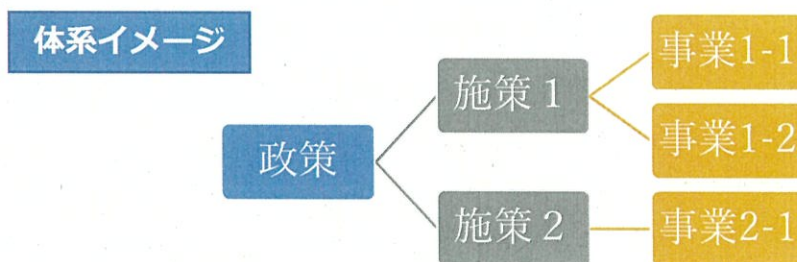 体系イメージ
政策
施策1
事業1-1
事業1-2
施策2
事業2-1